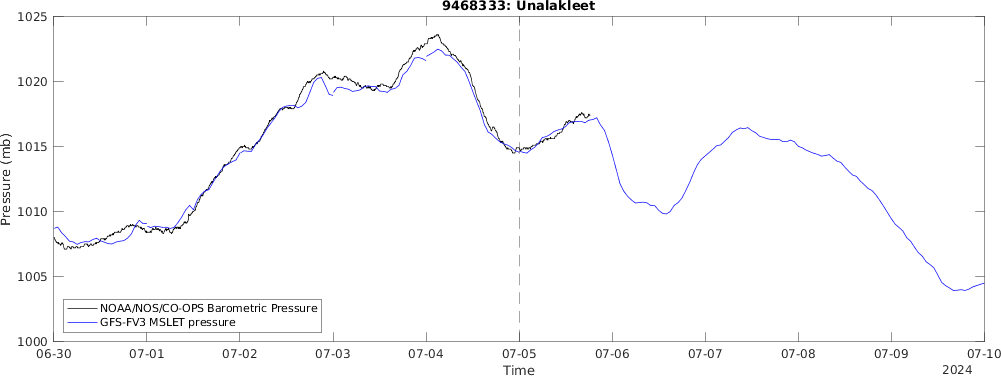 9468333: Unalakleet
1025
1020
1015
1010
1005
1000
Pressure (mb)
NOAA/NOS/CO-OPS Barometric Pressure
GFS-FV3 MSLET pressure
06-30 07-01 07-02 07-03 07-04 07-05 07-06 07-07 07-08 07-09 07-10
Time
2024